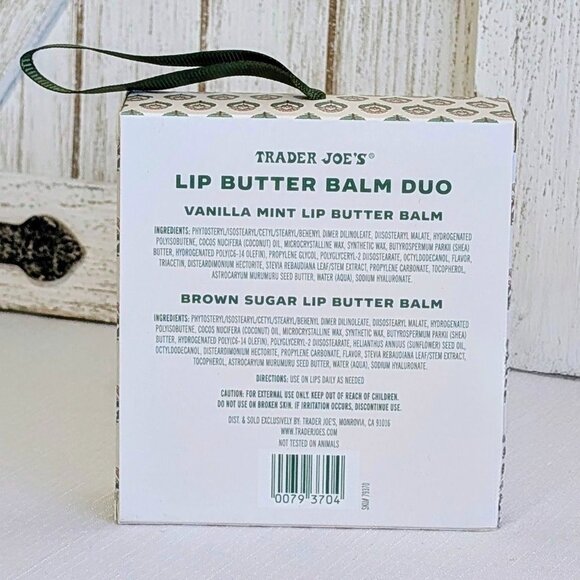 TRADER JOE'S®
LIP BUTTER BALM DUO
VANILLA MINT LIP BUTTER BALM
INGREDIENTS: PHYTOSTERYL/ISOSTEARYL/CETYL/STEARYL/BEHENYL DIMER DILINOLEATE, DIISOSTEARYL MALATE, HYDROGENATED
POLYISOBUTENE, COCOS NUCIFERA (COCONUT) OIL, MICROCRYSTALLINE WAX, SYNTHETIC WAX, BUTYROSPERMUM PARKII (SHEA)
BUTTER, HYDROGENATED POLY(C6-14 OLEFIN), PROPYLENE GLYCOL, POLYGLYCERYL-2 DIISOSTEARATE, OCTYLDODECANOL, FLAVOR,
TRIACETIN, DISTEARDIMONIUM HECTORITE, STEVIA REBAUDIANA LEAF/STEM EXTRACT, PROPYLENE CARBONATE, TOCOPHEROL,
ASTROCARYUM MURUMURU SEED BUTTER, WATER (AQUA), SODIUM HYALURONATE.
BROWN SUGAR LIP BUTTER BALM
INGREDIENTS: PHYTOSTERYL/ISOSTEARYL/CETYL/STEARYL/BEHENYL DIMER DILINOLEATE, DIISOSTEARYL MALATE, HYDROGENATED
POLYISOBUTENE, COCOS NUCIFERA (COCONUT) OIL, MICROCRYSTALLINE WAX, SYNTHETIC WAX, BUTYROSPERMUM PARKII (SHEA)
BUTTER, HYDROGENATED POLY(C6-14 OLEFIN), POLYGLYCERYL-2 DIISOSTEARATE, HELIANTHUS ANNUUS (SUNFLOWER) SEED OIL,
OCTYLDODECANOL, DISTEARDIMONIUM HECTORITE, PROPYLENE CARBONATE, FLAVOR, STEVIA REBAUDIANA LEAF/STEM EXTRACT,
TOCOPHEROL, ASTROCARYUM MURUMURU SEED BUTTER, WATER (AQUA), SODIUM HYALURONATE.
DIRECTIONS: USE ON LIPS DAILY AS NEEDED
CAUTION: FOR EXTERNAL USE ONLY. KEEP OUT OF REACH OF CHILDREN.
DO NOT USE ON BROKEN SKIN. IF IRRITATION OCCURS, DISCONTINUE USE.
DIST. & SOLD EXCLUSIVELY BY: TRADER JOE'S, MONROVIA, CA 91016
WWW.TRADERJOES.COM
NOT TESTED ON ANIMALS
0079 3704
SKU# 79370